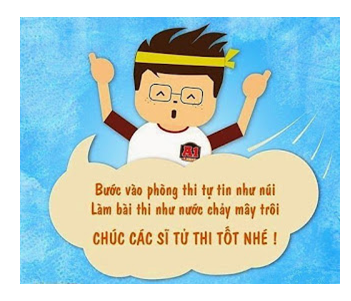 A1
Bước vào phòng thi tự tin như núi
Làm bài thi như nước chảy mây trôi
CHÚC CÁC SĨ TỬ THI TỐT NHÉ !